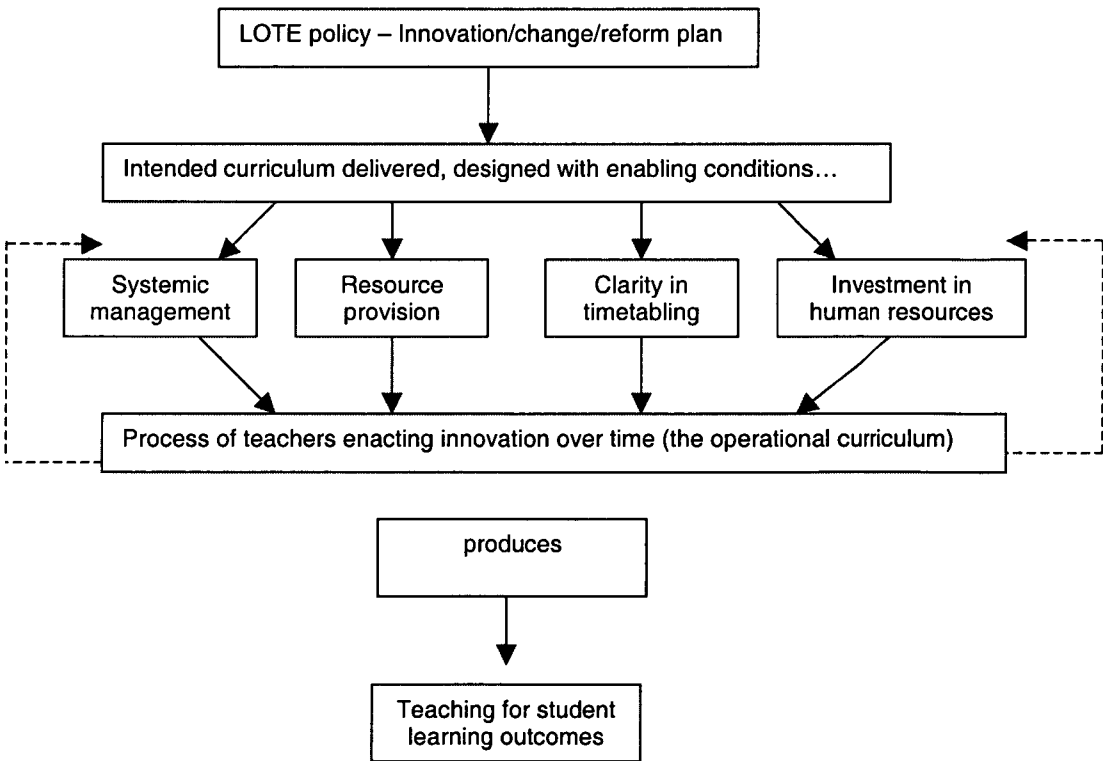 LOTE policy – Innovation/change/reform plan
Intended curriculum delivered, designed with enabling conditions…
Systemic
management
Resource
provision
Clarity in
timetabling
Investment in
human resources
Process of teachers enacting innovation over time (the operational curriculum)
produces
Teaching for student
learning outcomes